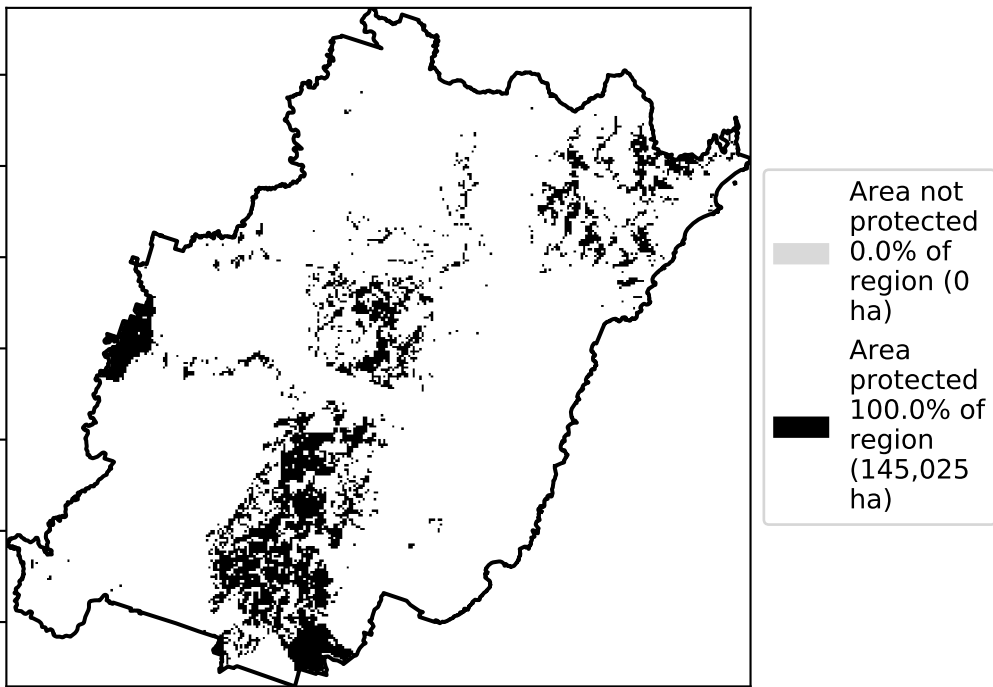 Area not
protected
0.0% of
region (0
ha)
Area
protected
100.0% of
region
(145,025
ha)